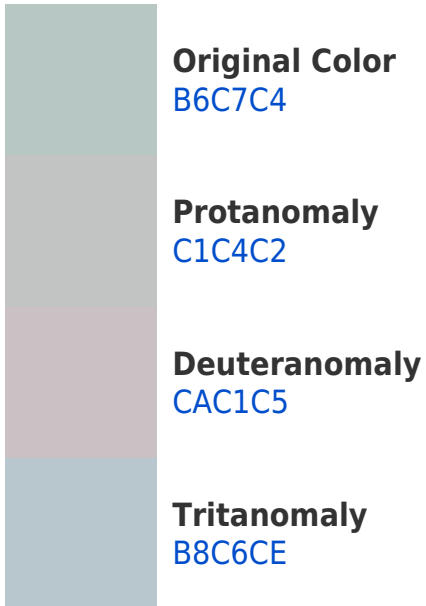 Original Color
B6C7C4
Protanomaly
C1C4C2
Deuteranomaly
CAC1C5
Tritanomaly
B8C6CE